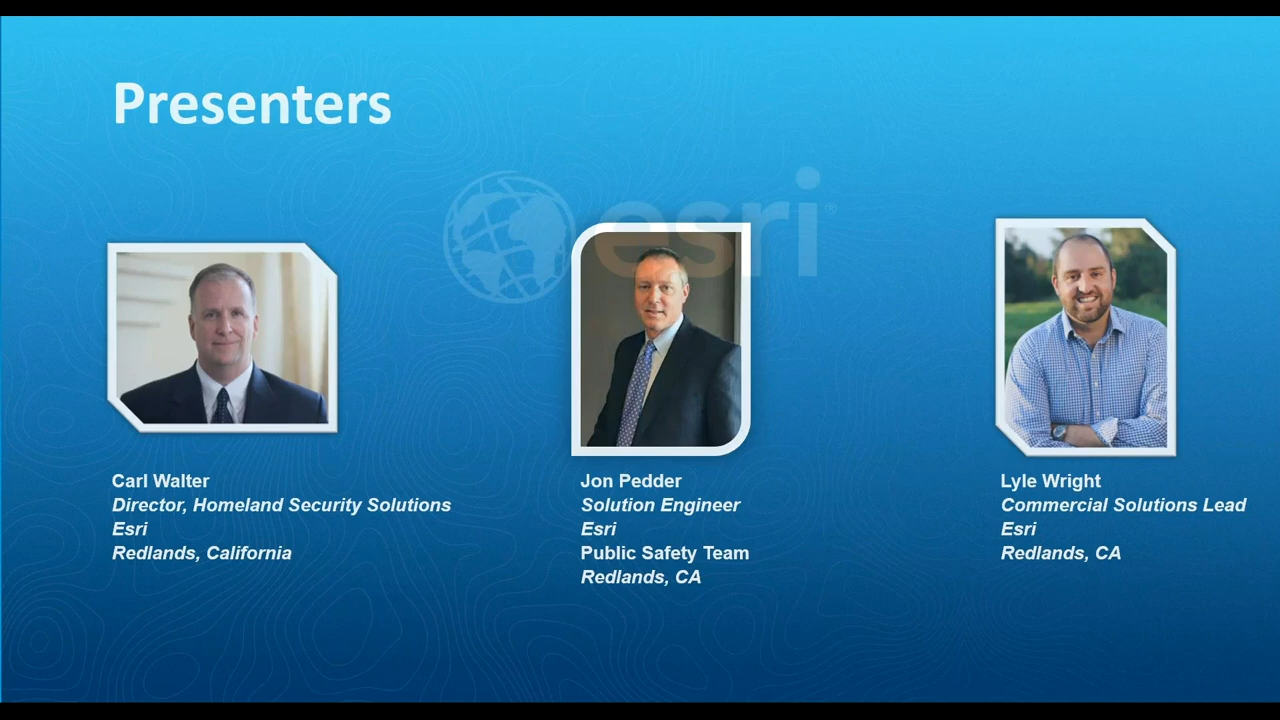 Presenters
esri®
Carl Walter
Director, Homeland Security Solutions
Esri
Redlands, California
Jon Pedder
Solution Engineer
Esri
Public Safety Team
Redlands, CA
Lyle Wright
Commercial Solutions Lead
Esri
Redlands, CA